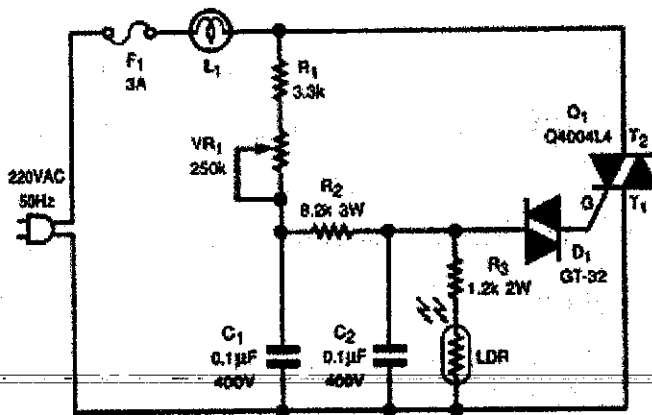 F1
3A
L1
R1
3.3k
VR1
250k
220VAC
50Hz
R2
8.2k 3W
Q1
Q4004L4
T2
G
T1
D1
GT-32
R3
1.2k 2W
LDR
C1
0.1µF
400V
C2
0.1µF
400V